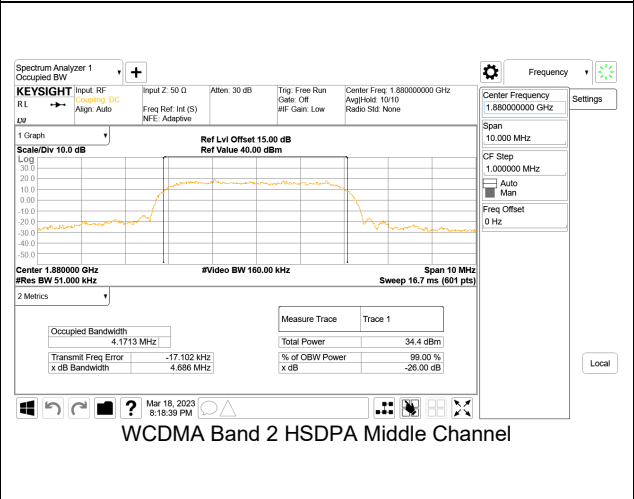 Spectrum Analyzer 1
Occupied BW
Frequency
KEYSIGHT
R L
Input: RF
Coupling: DC
Align: Auto
Input Z: 50 Ω
Freq Ref: Int (S)
NFE: Adaptive
Atten: 30 dB
Trig: Free Run
Gate: Off
#IF Gain: Low
Center Freq: 1.880000000 GHz
Avg|Hold: 10/10
Radio Std: None
Center Frequency
1.880000000 GHz
Settings
Span
10.000 MHz
CF Step
1.000000 MHz
Auto
Man
Freq Offset
0 Hz
Local
1 Graph
Scale/Div 10.0 dB
Ref Lvl Offset 15.00 dB
Ref Value 40.00 dBm
Log
30.0
20.0
10.0
0.00
-10.0
-20.0
-30.0
-40.0
-50.0
Center 1.880000 GHz
#Res BW 51.000 kHz
#Video BW 160.00 kHz
Span 10 MHz
Sweep 16.7 ms (601 pts)
2 Metrics
Measure Trace
Trace 1
Occupied Bandwidth
4.1713 MHz
Total Power
34.4 dBm
Transmit Freq Error
-17.102 kHz
% of OBW Power
99.00 %
x dB Bandwidth
4.686 MHz
x dB
-26.00 dB
Mar 18, 2023
8:18:39 PM
WCDMA Band 2 HSDPA Middle Channel